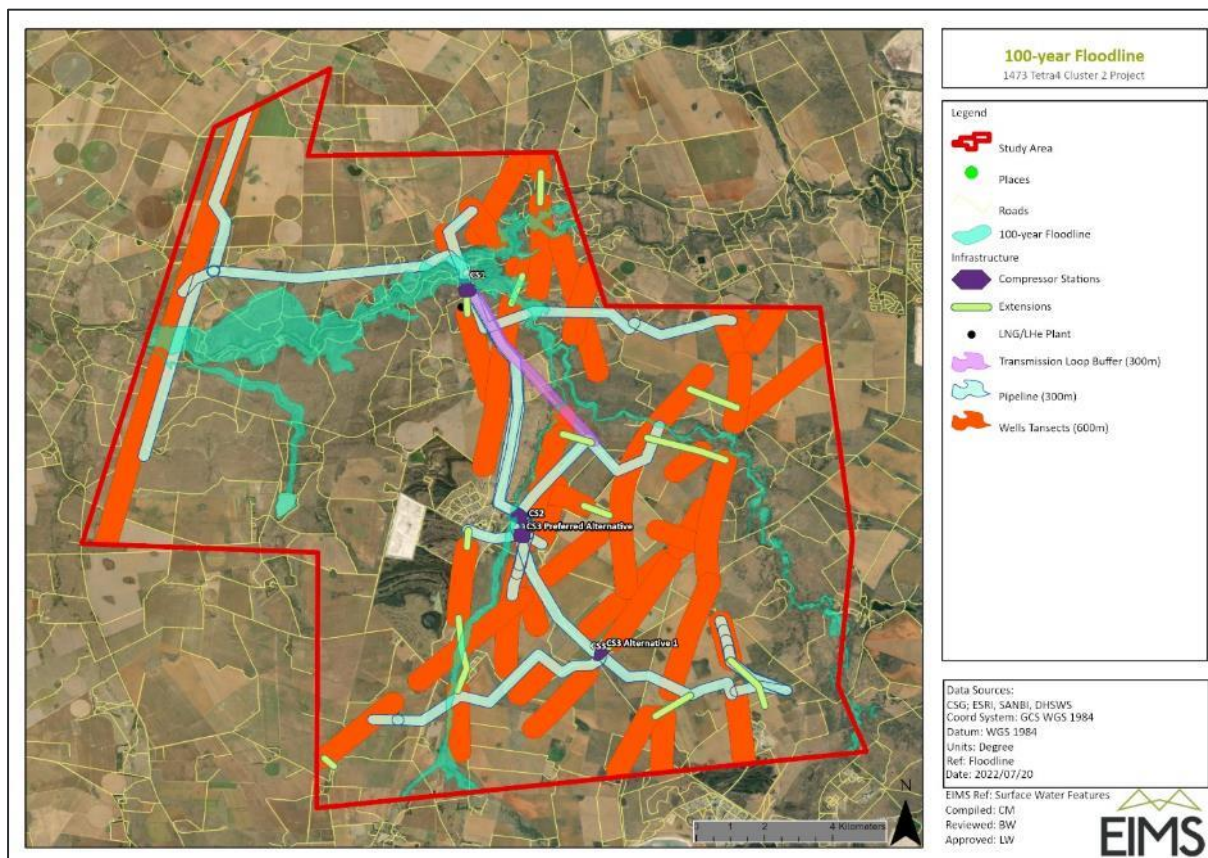 100-year Floodline
1473 Tetra4 Cluster 2 Project
Legend
Study Area
Places
Roads
100-year Floodline
Infrastructure
Compressor Stations
Extensions
LNG/LHe Plant
Transmission Loop Buffer (300m)
Pipeline (300m)
Wells Tansects (600m)
CS1
CS2
CS3 Preferred Alternative
CS3 Alternative 1
N
0 1 2 4 Kilometers
Data Sources:
CSG; ESRI, SANBI, DHSWS
Coord System: GCS WGS 1984
Datum: WGS 1984
Units: Degree
Ref: Floodline
Date: 2022/07/20
EIMS Ref: Surface Water Features
Compiled: CM
Reviewed: BW
Approved: LW
EIMS